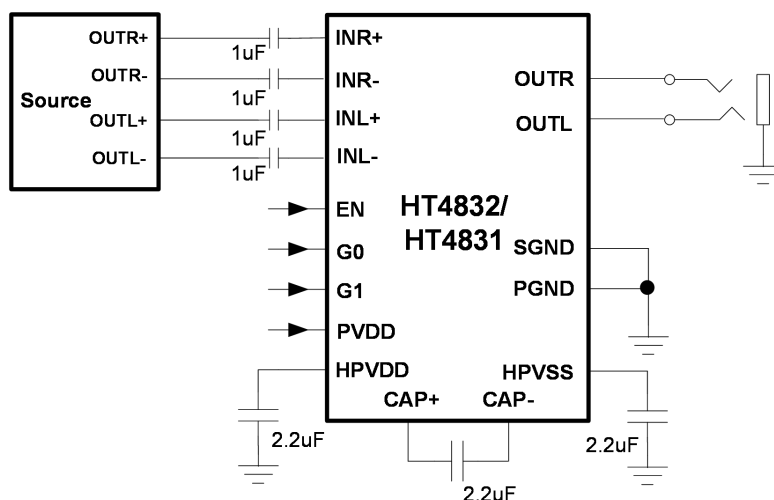 Source
OUTR+
OUTR-
OUTL+
OUTL-
1uF
1uF
1uF
1uF
INR+
INR-
INL+
INL-
EN
G0
G1
PVDD
HPVDD
CAP+
CAP-
HT4832/
HT4831
OUTR
OUTL
SGND
PGND
HPVSS
2.2uF
2.2uF
2.2uF